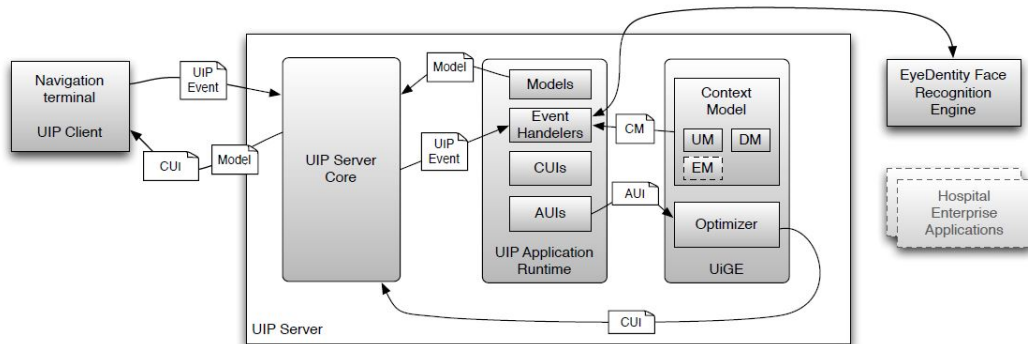 Navigation
terminal
UIP Client
UIP
Event
CUI
Model
UIP Server
Core
Model
UIP
Event
Models
Event
Handelers
CUIs
AUIs
UIP Application
Runtime
CM
AUI
Context
Model
UM
DM
EM
Optimizer
UiGE
CUI
UIP Server
EyeDentity Face
Recognition
Engine
Hospital
Enterprise
Applications